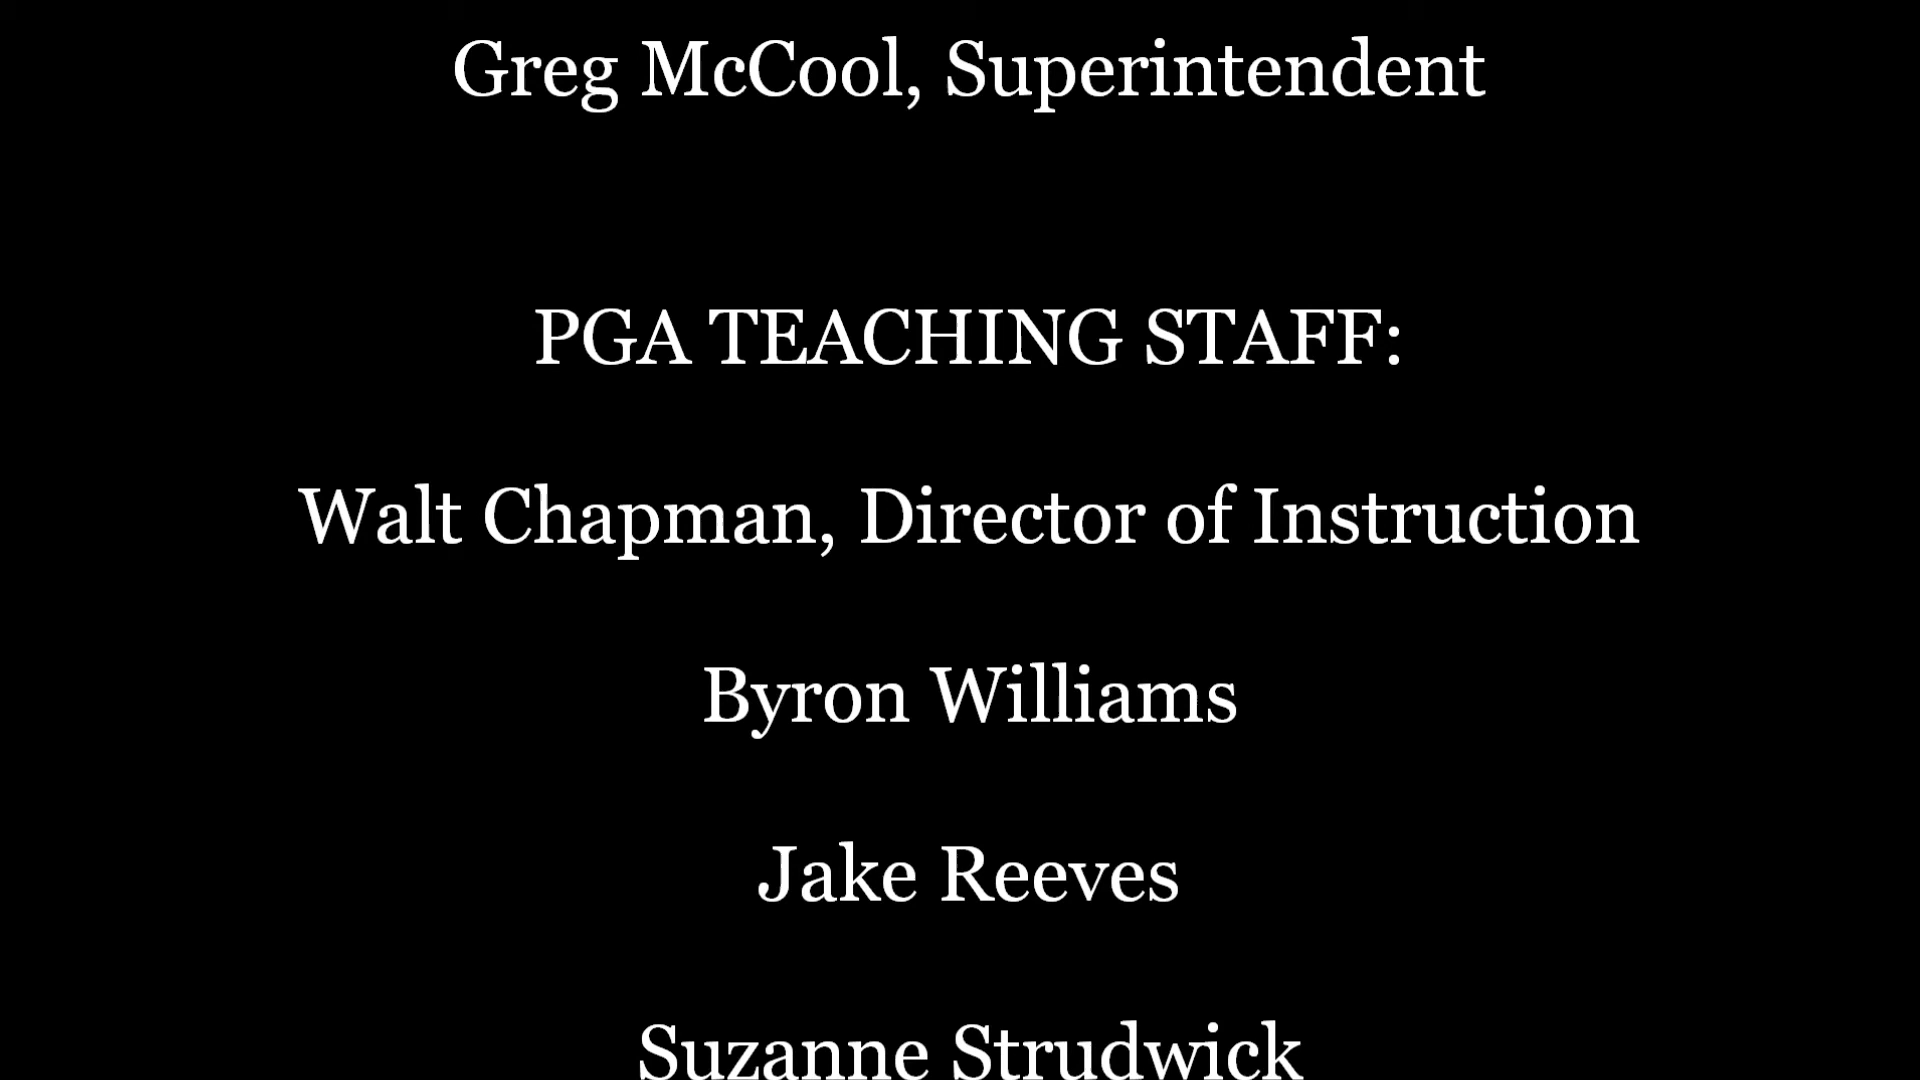 Greg McCool, Superintendent
PGA TEACHING STAFF:
Walt Chapman, Director of Instruction
Byron Williams
Jake Reeves
Suzanne Strudwick